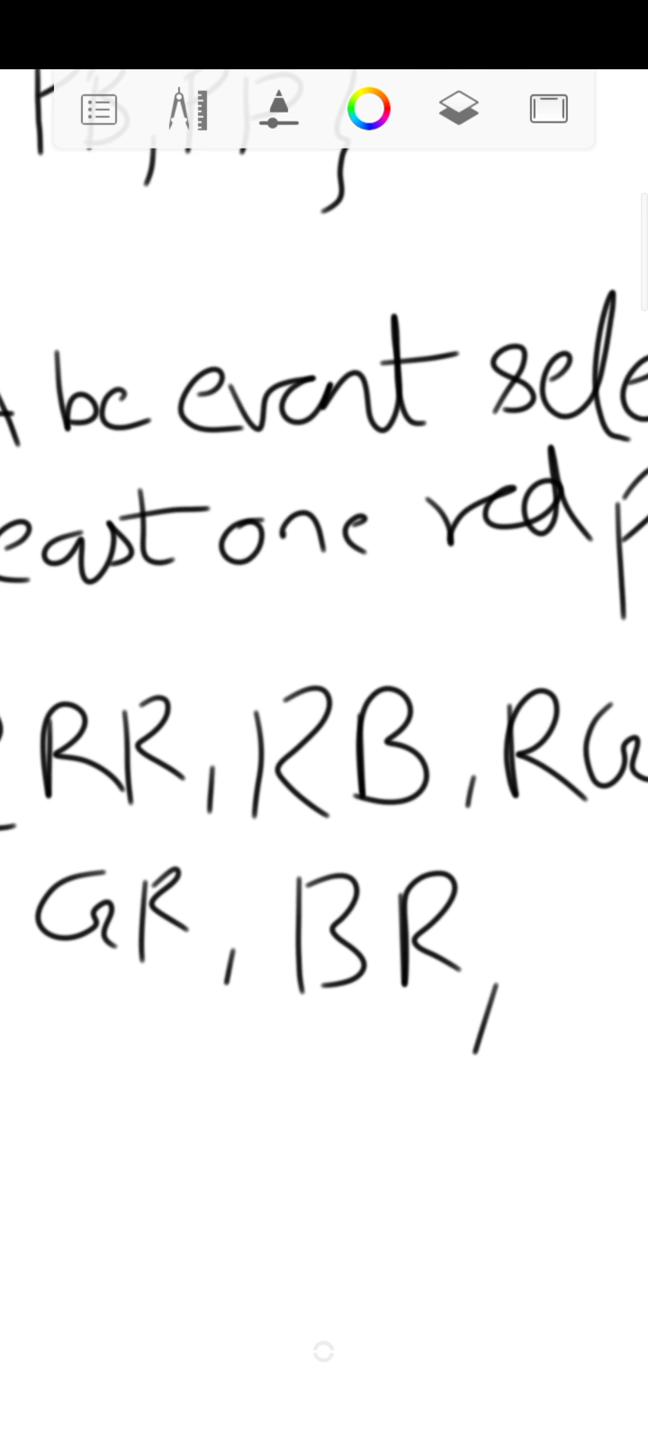 be event sele
east one red p
RR, RB, RG
GR, BR,